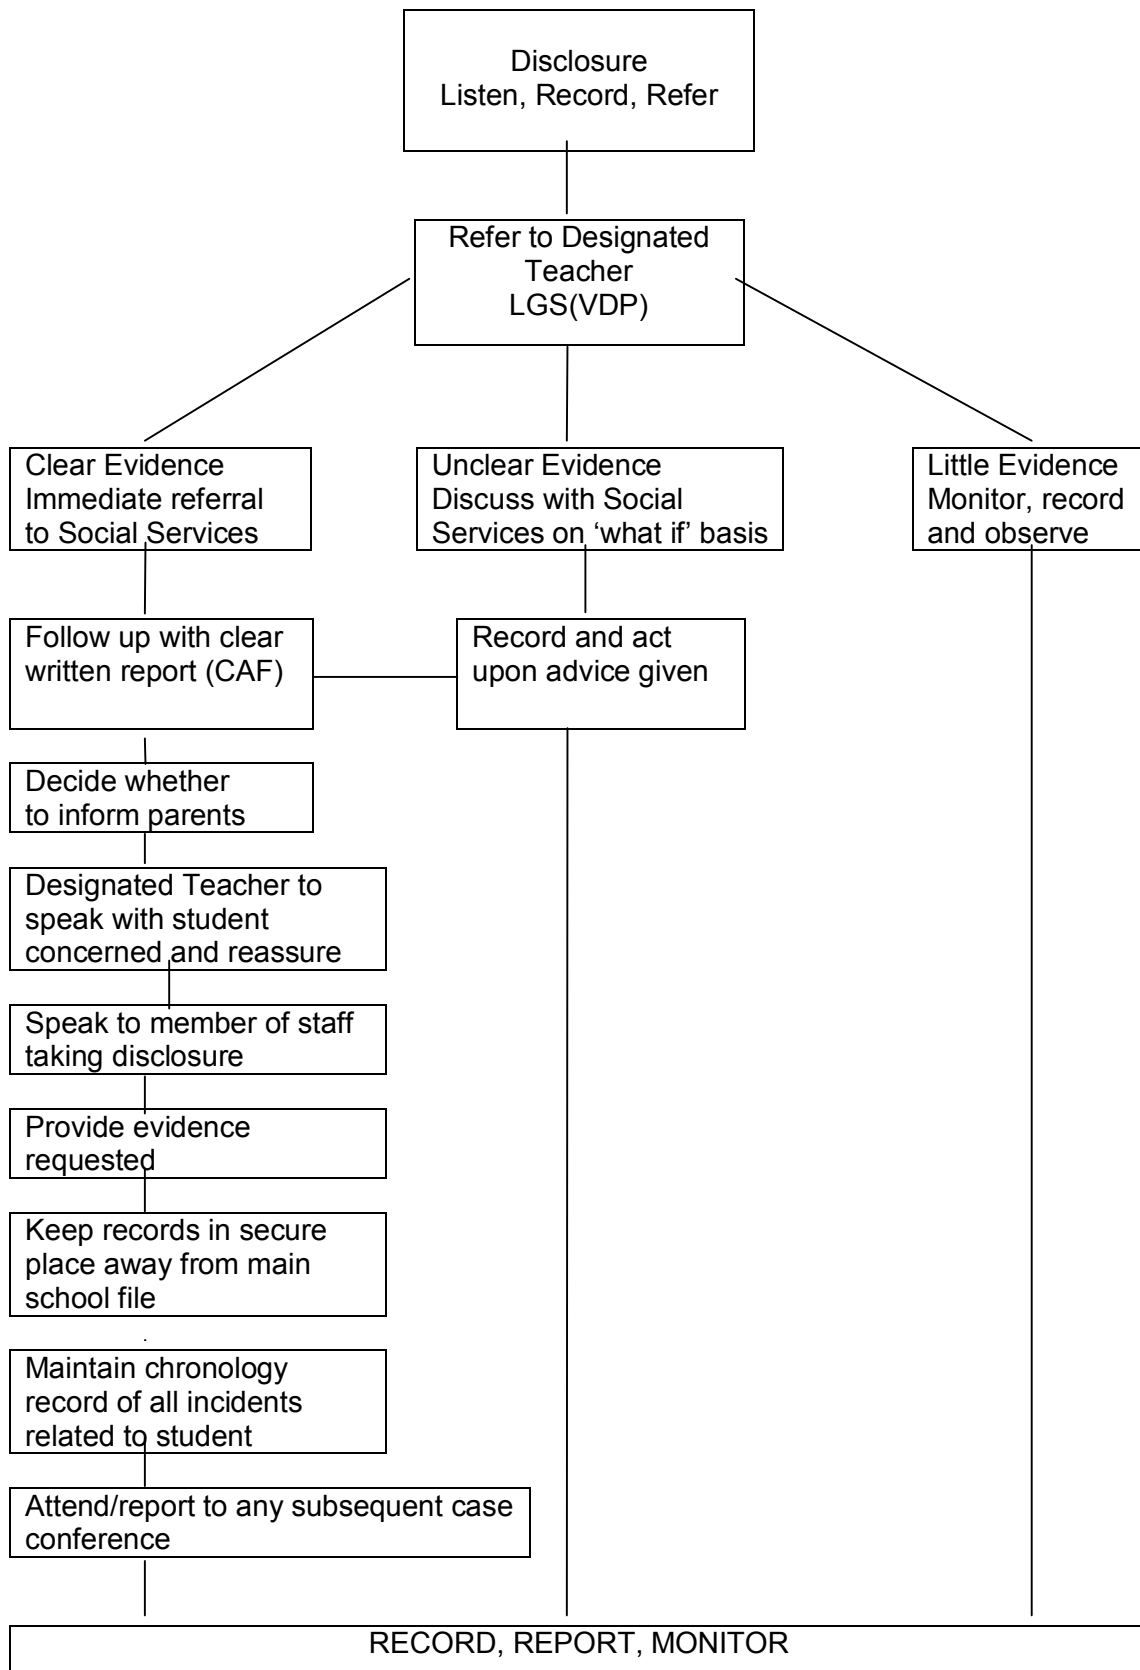 Disclosure
Listen, Record, Refer
Refer to Designated
Teacher
LGS(VDP)
Clear Evidence
Immediate referral
to Social Services
Unclear Evidence
Discuss with Social
Services on ‘what if’ basis
Little Evidence
Monitor, record
and observe
Follow up with clear
written report (CAF)
Record and act
upon advice given
Decide whether
to inform parents
Designated Teacher to
speak with student
concerned and reassure
Speak to member of staff
taking disclosure
Provide evidence
requested
Keep records in secure
place away from main
school file
Maintain chronology
record of all incidents
related to student
Attend/report to any subsequent case
conference
RECORD, REPORT, MONITOR